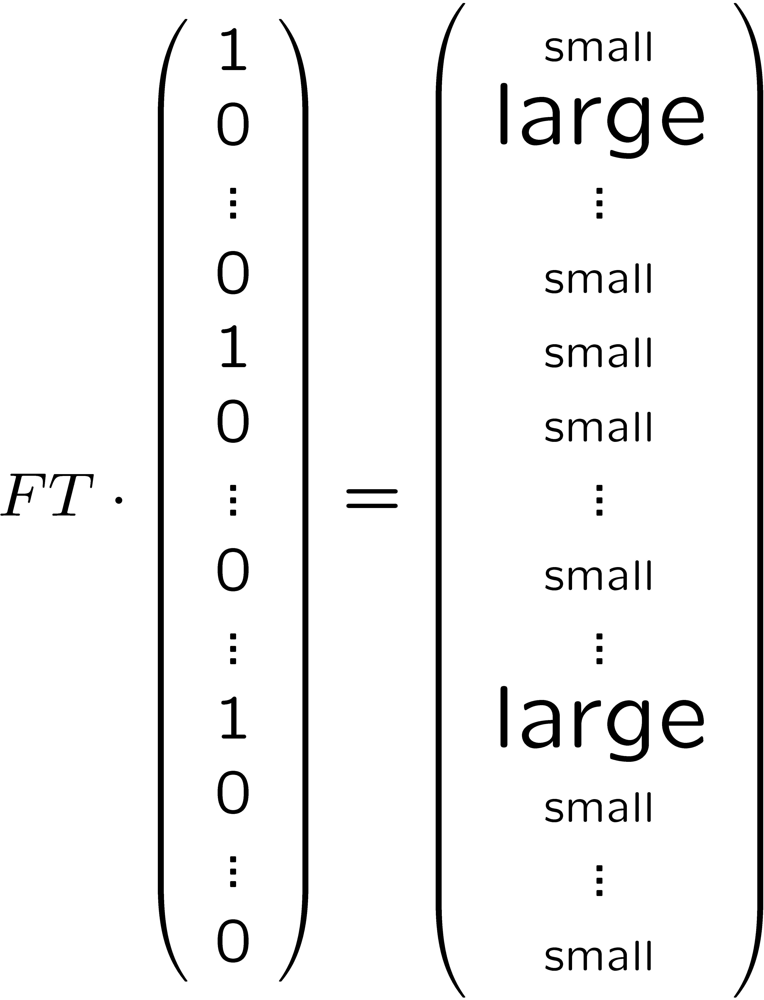 1 small
0 large
⋮ ⋮
0 small
1 small
0 small
FT · ⋮ = ⋮
0 small
⋮ ⋮
1 large
0 small
⋮ ⋮
0 small